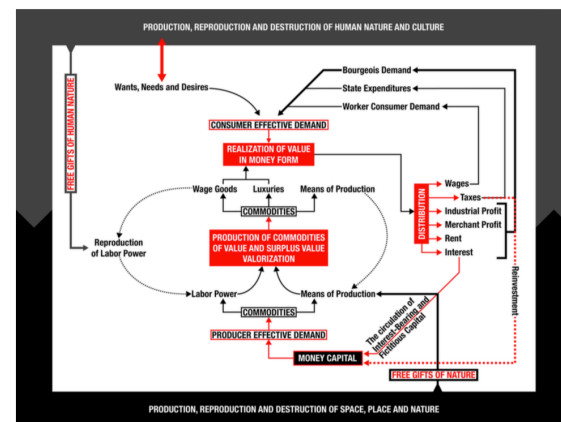 PRODUCTION, REPRODUCTION AND DESTRUCTION OF HUMAN NATURE AND CULTURE
FREE GIFTS OF HUMAN NATURE
Wants, Needs and Desires
Bourgeois Demand
State Expenditures
Worker Consumer Demand
CONSUMER EFFECTIVE DEMAND
REALIZATION OF VALUE
IN MONEY FORM
Wage Goods
Luxuries
Means of Production
COMMODITIES
DISTRIBUTION
Wages
Taxes
Industrial Profit
Merchant Profit
Rent
Interest
Reinvestment
PRODUCTION OF COMMODITIES
OF VALUE AND SURPLUS VALUE
VALORIZATION
Reproduction
of Labor Power
Labor Power
Means of Production
COMMODITIES
PRODUCER EFFECTIVE DEMAND
MONEY CAPITAL
The circulation of
Interest-Bearing and
Fictitious Capital
FREE GIFTS OF NATURE
PRODUCTION, REPRODUCTION AND DESTRUCTION OF SPACE, PLACE AND NATURE